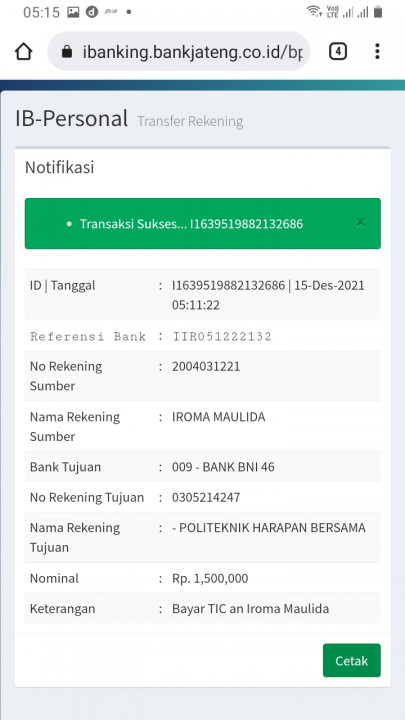 05:15
Vo)) LTE
ibanking.bankjateng.co.id/bp
4
IB-Personal Transfer Rekening
Notifikasi
• Transaksi Sukses... I1639519882132686 ×
ID | Tanggal : I1639519882132686 | 15-Des-2021
05:11:22
Referensi Bank : IIR051222132
No Rekening : 2004031221
Sumber
Nama Rekening : IROMA MAULIDA
Sumber
Bank Tujuan : 009 - BANK BNI 46
No Rekening Tujuan : 0305214247
Nama Rekening : - POLITEKNIK HARAPAN BERSAMA
Tujuan
Nominal : Rp. 1,500,000
Keterangan : Bayar TIC an Iroma Maulida
Cetak